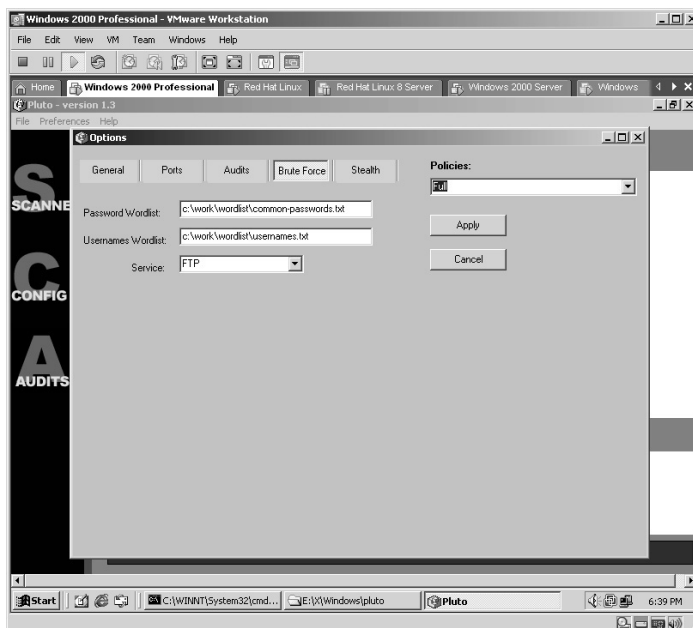 Windows 2000 Professional - VMware Workstation
File Edit View VM Team Windows Help
Home Windows 2000 Professional Red Hat Linux Red Hat Linux 8 Server Windows 2000 Server Windows
Pluto - version 1.3
File Preferences Help
Options
General Ports Audits Brute Force Stealth
Policies:
Full
Password Wordlist: c:\work\wordlist\common-passwords.txt
Apply
Usernames Wordlist: c:\work\wordlist\usernames.txt
Service: FTP
Cancel
S
SCANNE
C
CONFIG
A
AUDITS
Start C:\WINNT\System32\cmd... E:\X\Windows\pluto Pluto 6:39 PM